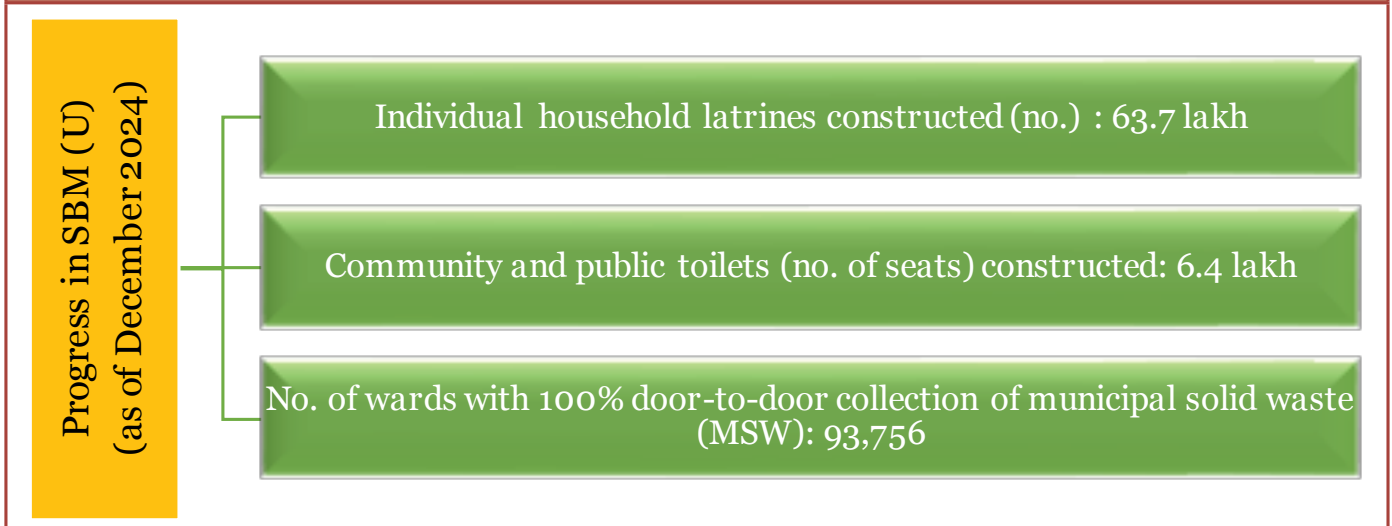 Progress in SBM (U)
(as of December 2024)
Individual household latrines constructed (no.) : 63.7 lakh
Community and public toilets (no. of seats) constructed: 6.4 lakh
No. of wards with 100% door-to-door collection of municipal solid waste
(MSW): 93,756